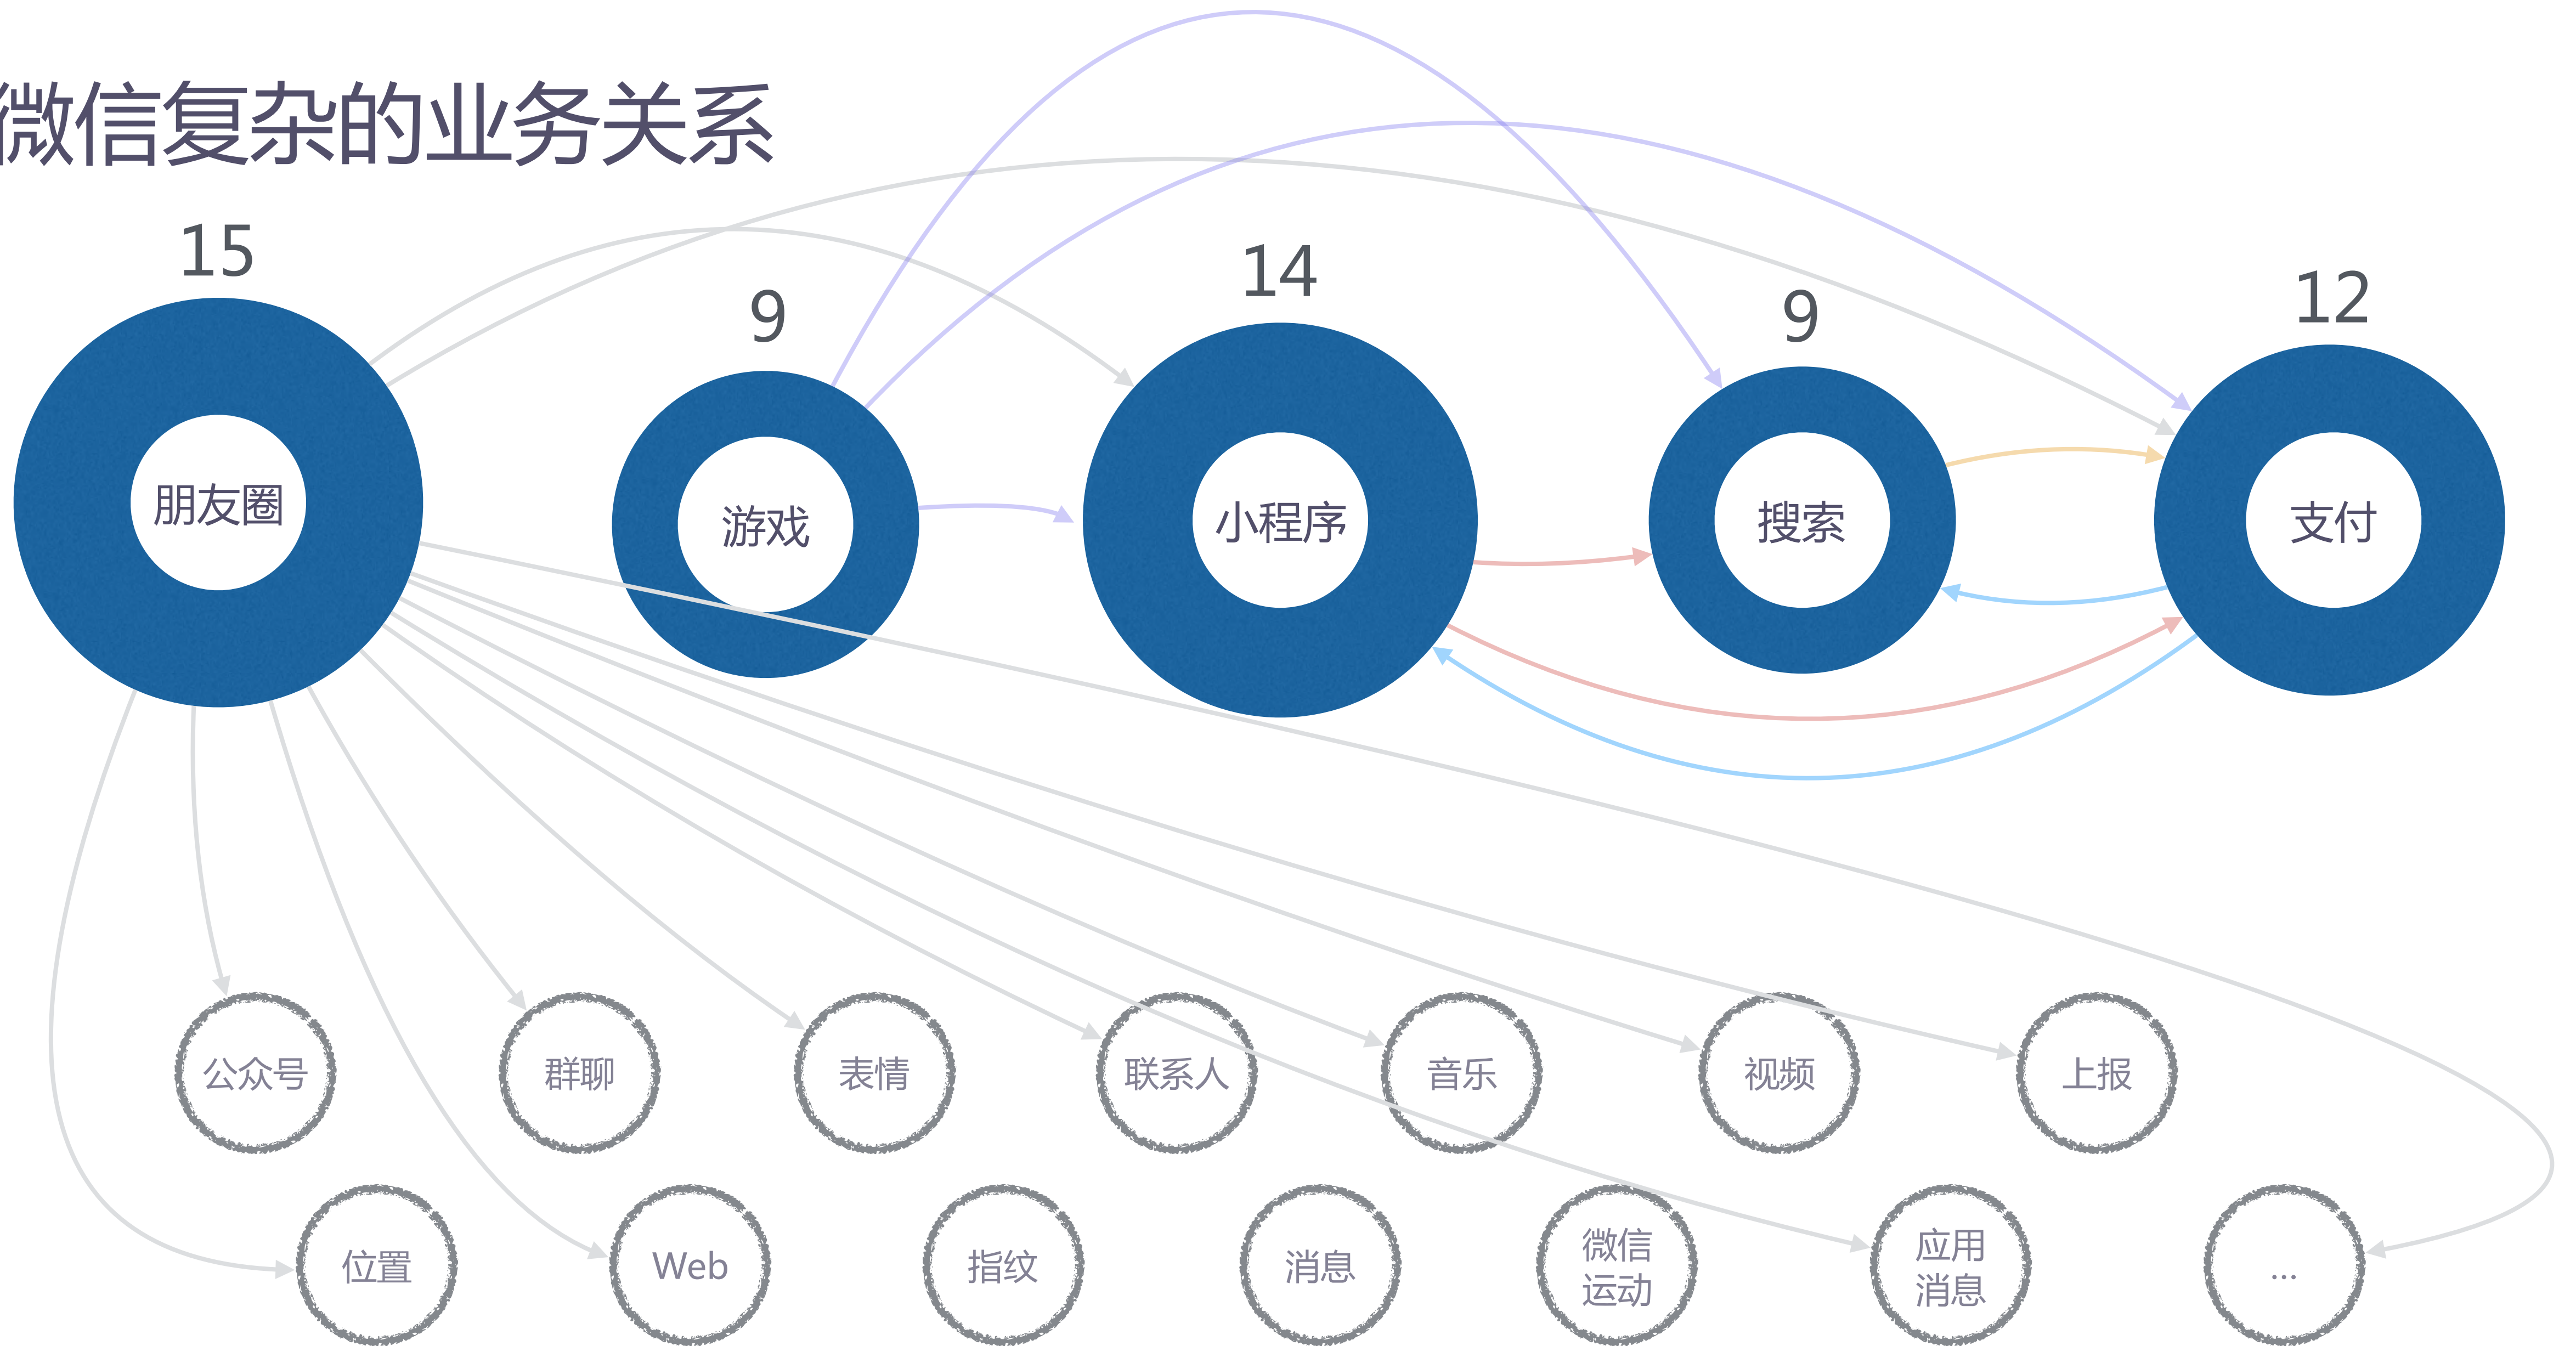 微信复杂的业务关系
15
9
14
9
12
朋友圈
游戏
小程序
搜索
支付
公众号
群聊
表情
联系人
音乐
视频
上报
位置
Web
指纹
消息
微信
运动
应用
消息
...